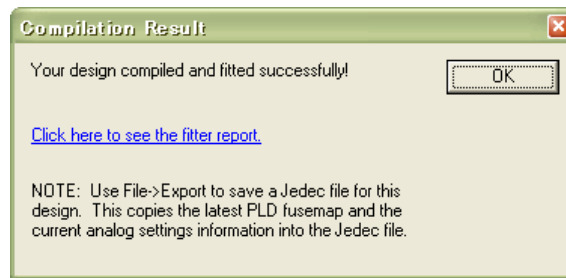 Compilation Result
Your design compiled and fitted successfully!
OK
Click here to see the fitter report.
NOTE:  Use File->Export to save a Jedec file for this
design.  This copies the latest PLD fusemap and the
current analog settings information into the Jedec file.